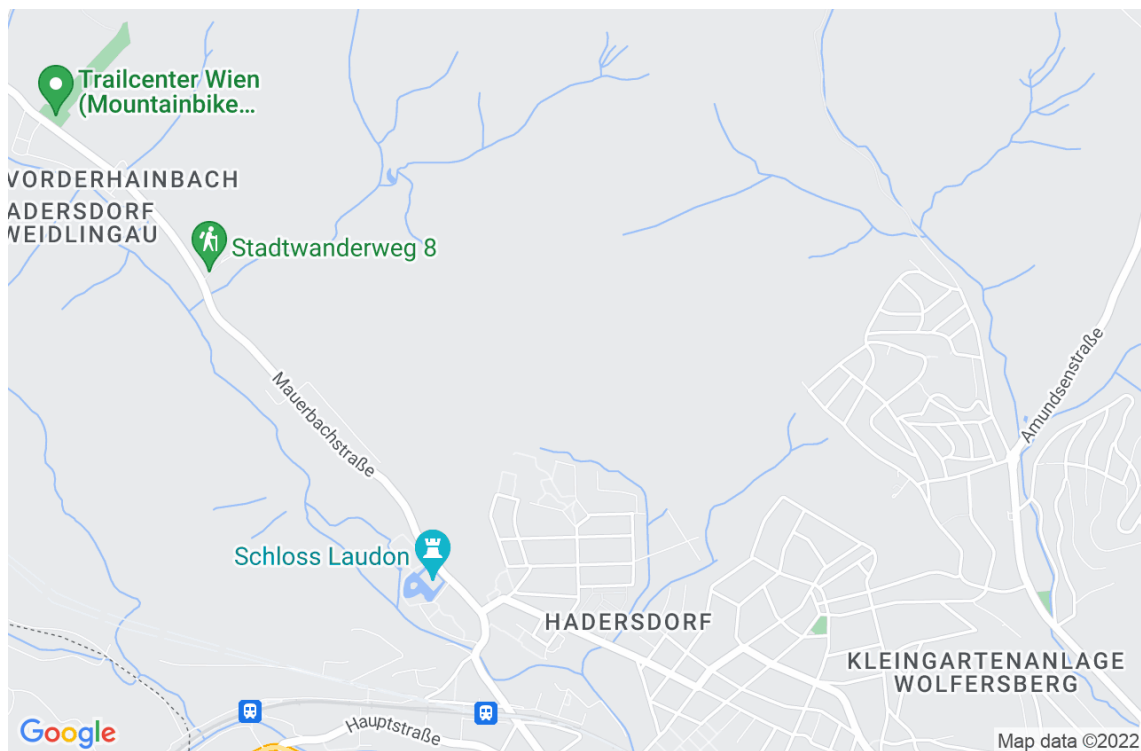 Trailcenter Wien
(Mountainbike...
VORDERHAINBACH
ADERSDORF
WEIDLINGAU
Stadtwanderweg 8
Mauerbachstraße
Amundsenstraße
Schloss Laudon
HADERSDORF
KLEINGARTENANLAGE
WOLFERSBERG
Hauptstraße
Google
Map data ©2022